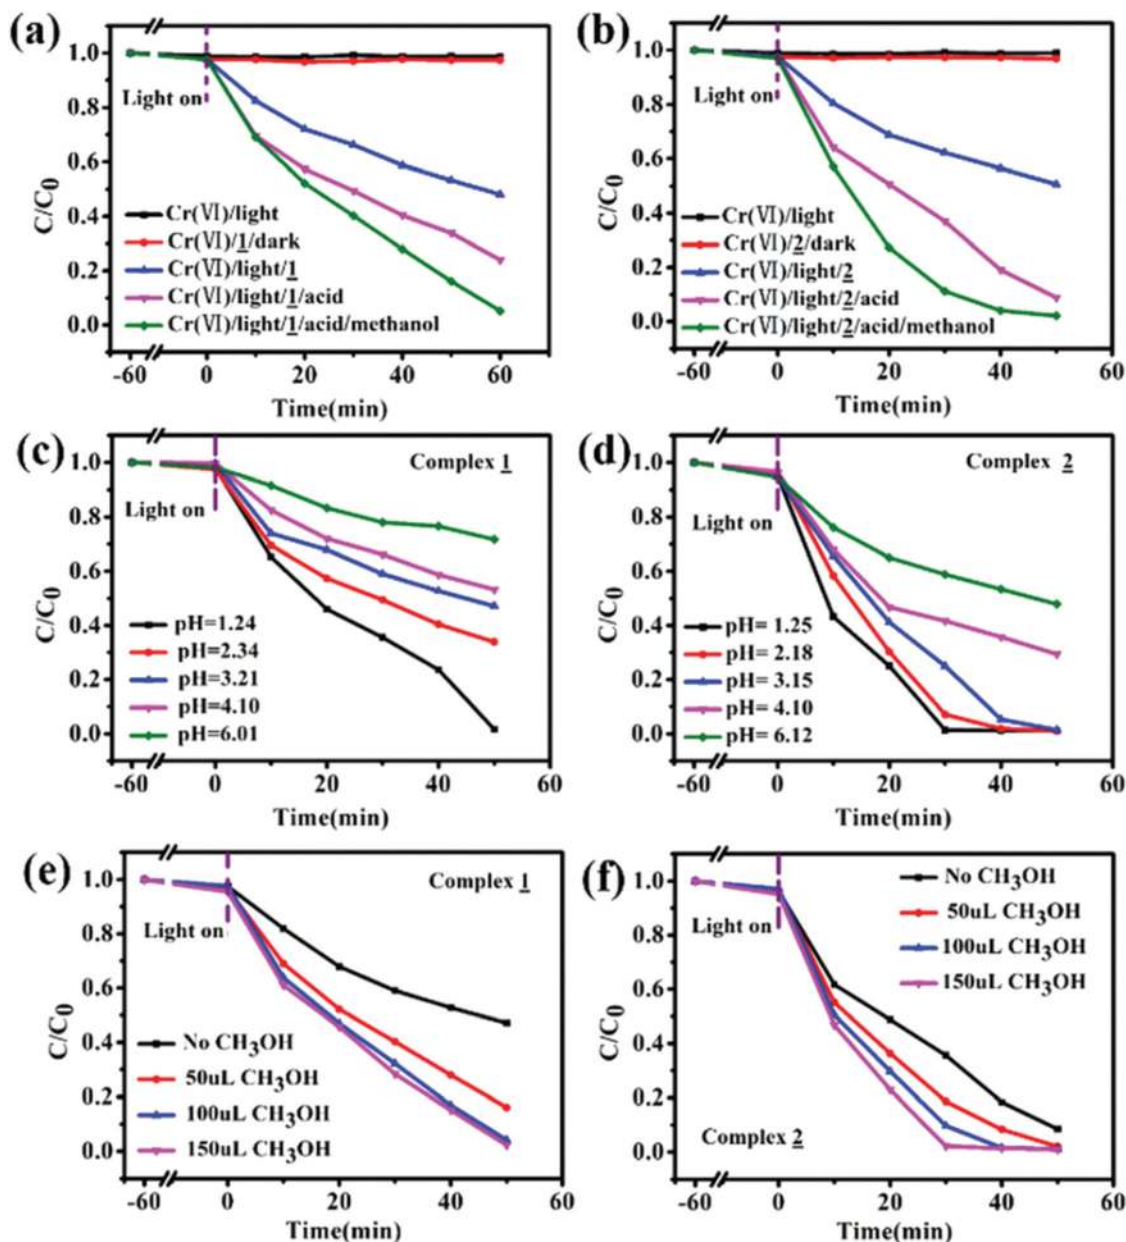 (a)
C/C0
1.0
0.8
0.6
0.4
0.2
0.0
Light on
Cr(Ⅵ)/light
Cr(Ⅵ)/1/dark
Cr(Ⅵ)/light/1
Cr(Ⅵ)/light/1/acid
Cr(Ⅵ)/light/1/acid/methanol
-60 0 20 40 60
Time(min)
(b)
C/C0
1.0
0.8
0.6
0.4
0.2
0.0
Light on
Cr(Ⅵ)/light
Cr(Ⅵ)/2/dark
Cr(Ⅵ)/light/2
Cr(Ⅵ)/light/2/acid
Cr(Ⅵ)/light/2/acid/methanol
-60 0 20 40 60
Time(min)
(c)
C/C0
1.0
0.8
0.6
0.4
0.2
0.0
Complex 1
Light on
pH=1.24
pH=2.34
pH=3.21
pH=4.10
pH=6.01
-60 0 20 40 60
Time(min)
(d)
C/C0
1.0
0.8
0.6
0.4
0.2
0.0
Complex 2
Light on
pH= 1.25
pH= 2.18
pH= 3.15
pH= 4.10
pH= 6.12
-60 0 20 40 60
Time(min)
(e)
C/C0
1.0
0.8
0.6
0.4
0.2
0.0
Complex 1
Light on
No CH3OH
50uL CH3OH
100uL CH3OH
150uL CH3OH
-60 0 20 40 60
Time(min)
(f)
C/C0
1.0
0.8
0.6
0.4
0.2
0.0
Light on
No CH3OH
50uL CH3OH
100uL CH3OH
150uL CH3OH
Complex 2
-60 0 20 40 60
Time(min)